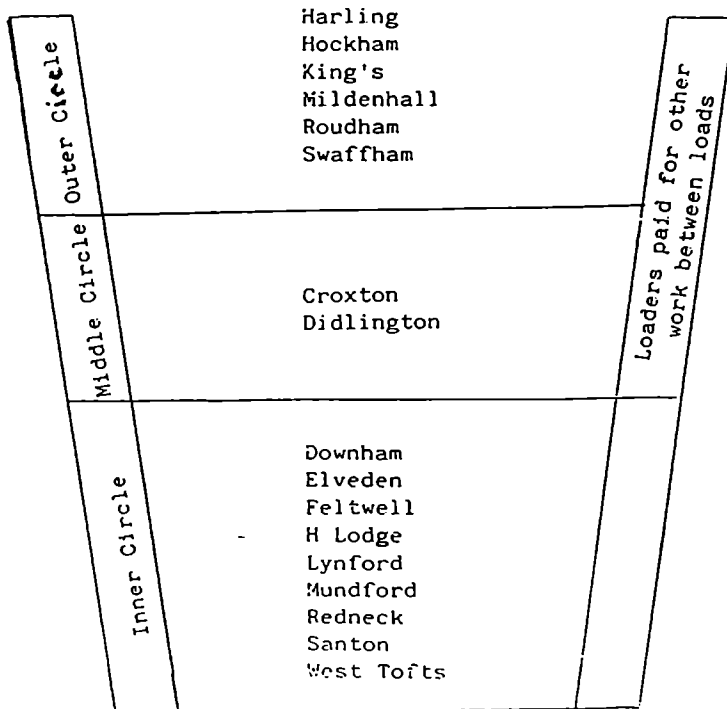 Outer Circle
Harling
Hockham
King's
Mildenhall
Roudham
Swaffham
Middle Circle
Croxton
Didlington
Inner Circle
Downham
Elveden
Feltwell
H Lodge
Lynford
Mundford
Redneck
Santon
West Tofts
Loaders paid for other
work between loads